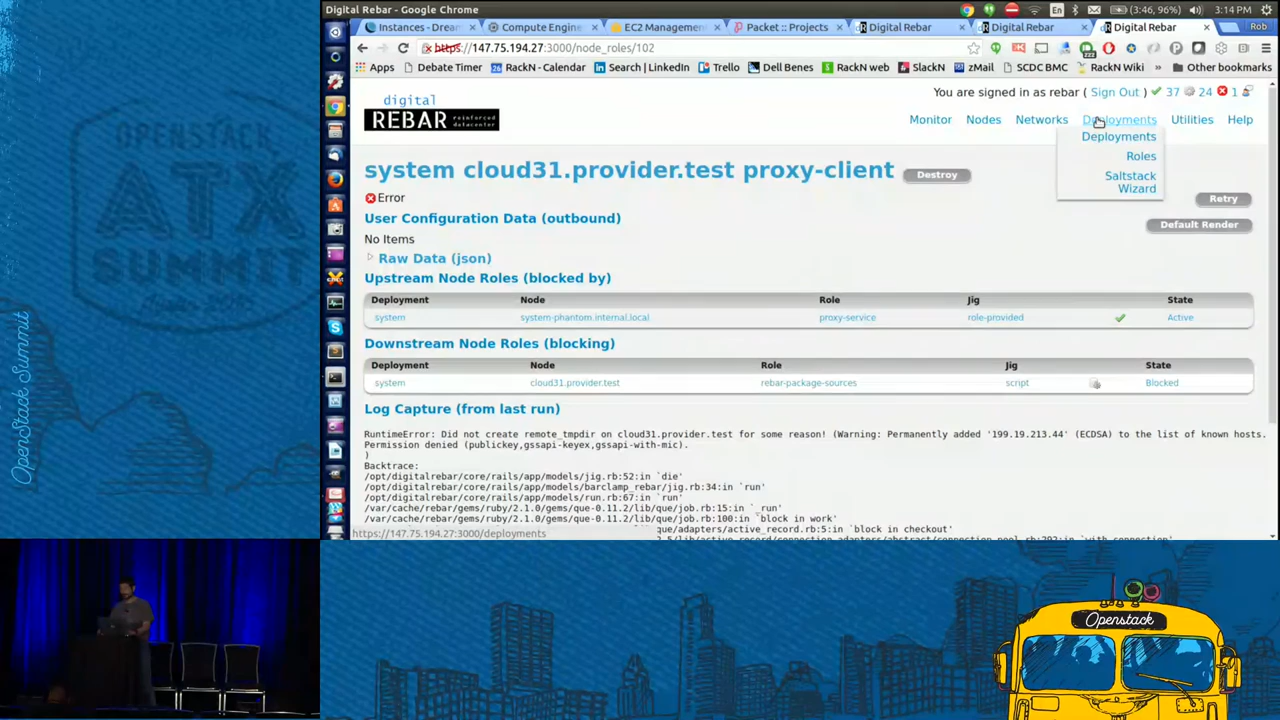 Digital Rebar - Google Chrome
En
(3:46, 96%)
3:14 PM
Instances - Dream
Compute Engine
EC2 Management
Packet :: Projects
Digital Rebar
Digital Rebar
Digital Rebar
Rob
https://147.75.194.27:3000/node_roles/102
Apps
Debate Timer
RackN - Calendar
Search | LinkedIn
Trello
Dell Benes
RackN web
SlackN
zMail
SCDC BMC
RackN Wiki
»
Other bookmarks
You are signed in as rebar ( Sign Out ) 37 24 1
digital
REBAR reinforced datacenter
Monitor
Nodes
Networks
Deployments
Utilities
Help
Deployments
Roles
Saltstack
Wizard
system cloud31.provider.test proxy-client
Destroy
Error
Retry
User Configuration Data (outbound)
Default Render
No Items
Raw Data (json)
Upstream Node Roles (blocked by)
Deployment Node Role Jig State
system system-phantom.internal.local proxy-service role-provided Active
Downstream Node Roles (blocking)
Deployment Node Role Jig State
system cloud31.provider.test rebar-package-sources script Blocked
Log Capture (from last run)
RuntimeError: Did not create remote_tmpdir on cloud31.provider.test for some reason! (Warning: Permanently added '199.19.213.44' (ECDSA) to the list of known hosts.
Permission denied (publickey,gssapi-keyex,gssapi-with-mic).
)
Backtrace:
/opt/digitalrebar/core/rails/app/models/jig.rb:52:in `die'
/opt/digitalrebar/core/rails/app/models/barclamp_rebar/jig.rb:34:in `run'
/opt/digitalrebar/core/rails/app/models/run.rb:67:in `run'
/var/cache/rebar/gems/ruby/2.1.0/gems/que-0.11.2/lib/que/job.rb:15:in `_run'
/var/cache/rebar/gems/ruby/2.1.0/gems/que-0.11.2/lib/que/job.rb:100:in `block in work'
que/adapters/active_record.rb:5:in `block in checkout'
https://147.75.194.27:3000/deployments
OPENSTACK
ATX
SUMMIT
OpenStack Summit
Openstack